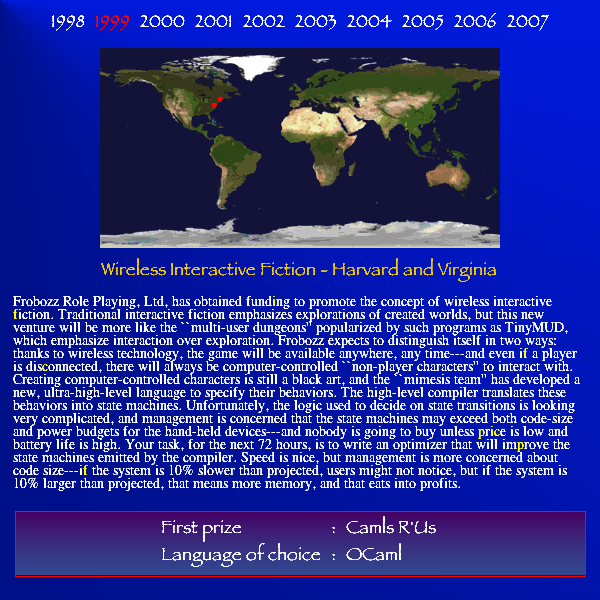 1998 1999 2000 2001 2002 2003 2004 2005 2006 2007
Wireless Interactive Fiction - Harvard and Virginia
Frobozz Role Playing, Ltd, has obtained funding to promote the concept of wireless interactive
fiction. Traditional interactive fiction emphasizes explorations of created worlds, but this new
venture will be more like the ``multi-user dungeons'' popularized by such programs as TinyMUD,
which emphasize interaction over exploration. Frobozz expects to distinguish itself in two ways:
thanks to wireless technology, the game will be available anywhere, any time---and even if a player
is disconnected, there will always be computer-controlled ``non-player characters'' to interact with.
Creating computer-controlled characters is still a black art, and the ``mimesis team'' has developed a
new, ultra-high-level language to specify their behaviors. The high-level compiler translates these
behaviors into state machines. Unfortunately, the logic used to decide on state transitions is looking
very complicated, and management is concerned that the state machines may exceed both code-size
and power budgets for the hand-held devices---and nobody is going to buy unless price is low and
battery life is high. Your task, for the next 72 hours, is to write an optimizer that will improve the
state machines emitted by the compiler. Speed is nice, but management is more concerned about
code size---if the system is 10% slower than projected, users might not notice, but if the system is
10% larger than projected, that means more memory, and that eats into profits.
First prize : Camls R'Us
Language of choice : OCaml